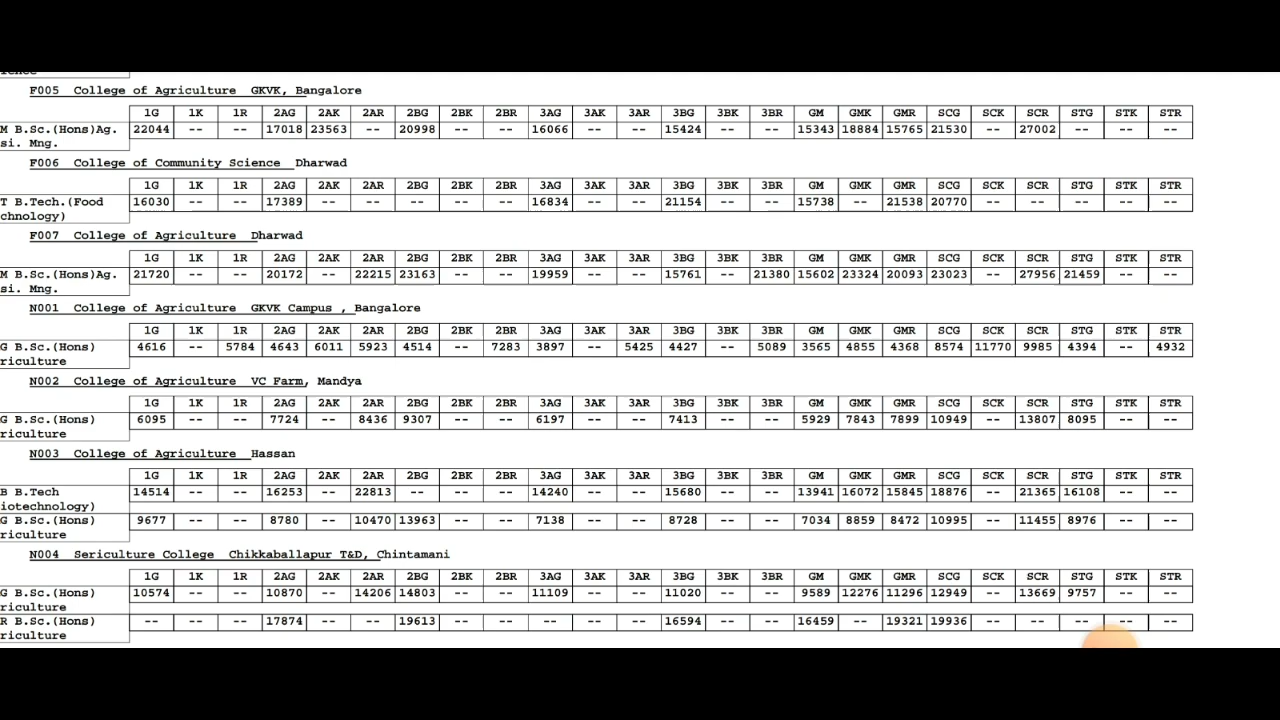 F005 College of Agriculture GKVK, Bangalore
1G 1K 1R 2AG 2AK 2AR 2BG 2BK 2BR 3AG 3AK 3AR 3BG 3BK 3BR GM GMK GMR SCG SCK SCR STG STK STR
M B.Sc.(Hons)Ag. 22044 -- -- 17018 23563 -- 20998 -- -- 16066 -- -- 15424 -- -- 15343 18884 15765 21530 -- 27002 -- -- --
si. Mng.
F006 College of Community Science Dharwad
1G 1K 1R 2AG 2AK 2AR 2BG 2BK 2BR 3AG 3AK 3AR 3BG 3BK 3BR GM GMK GMR SCG SCK SCR STG STK STR
T B.Tech.(Food 16030 -- -- 17389 -- -- -- -- -- 16834 -- -- 21154 -- -- 15738 -- 21538 20770 -- -- -- -- --
chnology)
F007 College of Agriculture Dharwad
1G 1K 1R 2AG 2AK 2AR 2BG 2BK 2BR 3AG 3AK 3AR 3BG 3BK 3BR GM GMK GMR SCG SCK SCR STG STK STR
M B.Sc.(Hons)Ag. 21720 -- -- 20172 -- 22215 23163 -- -- 19959 -- -- 15761 -- 21380 15602 23324 20093 23023 -- 27956 21459 -- --
si. Mng.
N001 College of Agriculture GKVK Campus , Bangalore
1G 1K 1R 2AG 2AK 2AR 2BG 2BK 2BR 3AG 3AK 3AR 3BG 3BK 3BR GM GMK GMR SCG SCK SCR STG STK STR
G B.Sc.(Hons) 4616 -- 5784 4643 6011 5923 4514 -- 7283 3897 -- 5425 4427 -- 5089 3565 4855 4368 8574 11770 9985 4394 -- 4932
riculture
N002 College of Agriculture VC Farm, Mandya
1G 1K 1R 2AG 2AK 2AR 2BG 2BK 2BR 3AG 3AK 3AR 3BG 3BK 3BR GM GMK GMR SCG SCK SCR STG STK STR
G B.Sc.(Hons) 6095 -- -- 7724 -- 8436 9307 -- -- 6197 -- -- 7413 -- -- 5929 7843 7899 10949 -- 13807 8095 -- --
riculture
N003 College of Agriculture Hassan
1G 1K 1R 2AG 2AK 2AR 2BG 2BK 2BR 3AG 3AK 3AR 3BG 3BK 3BR GM GMK GMR SCG SCK SCR STG STK STR
B B.Tech 14514 -- -- 16253 -- 22813 -- -- -- 14240 -- -- 15680 -- -- 13941 16072 15845 18876 -- 21365 16108 -- --
iotechnology)
G B.Sc.(Hons) 9677 -- -- 8780 -- 10470 13963 -- -- 7138 -- -- 8728 -- -- 7034 8859 8472 10995 -- 11455 8976 -- --
riculture
N004 Sericulture College Chikkaballapur T&D, Chintamani
1G 1K 1R 2AG 2AK 2AR 2BG 2BK 2BR 3AG 3AK 3AR 3BG 3BK 3BR GM GMK GMR SCG SCK SCR STG STK STR
G B.Sc.(Hons) 10574 -- -- 10870 -- 14206 14803 -- -- 11109 -- -- 11020 -- -- 9589 12276 11296 12949 -- 13669 9757 -- --
riculture
R B.Sc.(Hons) -- -- -- 17874 -- -- 19613 -- -- -- -- -- 16594 -- -- 16459 -- 19321 19936 -- -- -- -- --
riculture